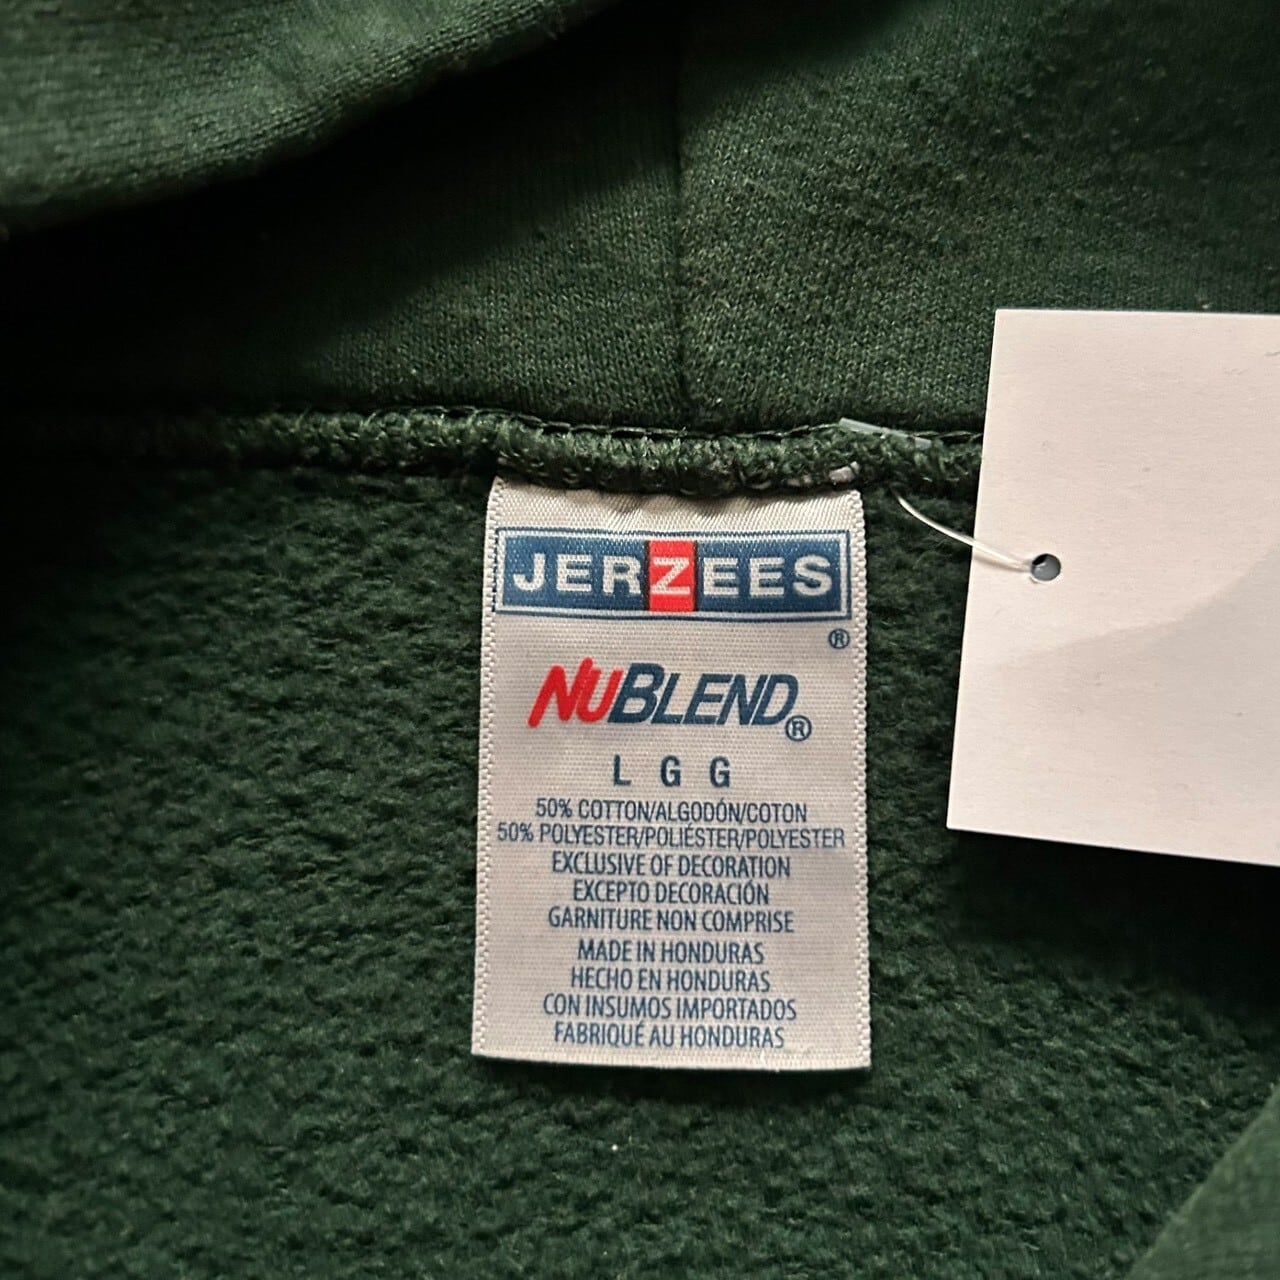 JERZEES
®
NUBLEND®
L G G
50% COTTON/ALGODÓN/COTON
50% POLYESTER/POLIÉSTER/POLYESTER
EXCLUSIVE OF DECORATION
EXCEPTO DECORACIÓN
GARNITURE NON COMPRISE
MADE IN HONDURAS
HECHO EN HONDURAS
CON INSUMOS IMPORTADOS
FABRIQUÉ AU HONDURAS